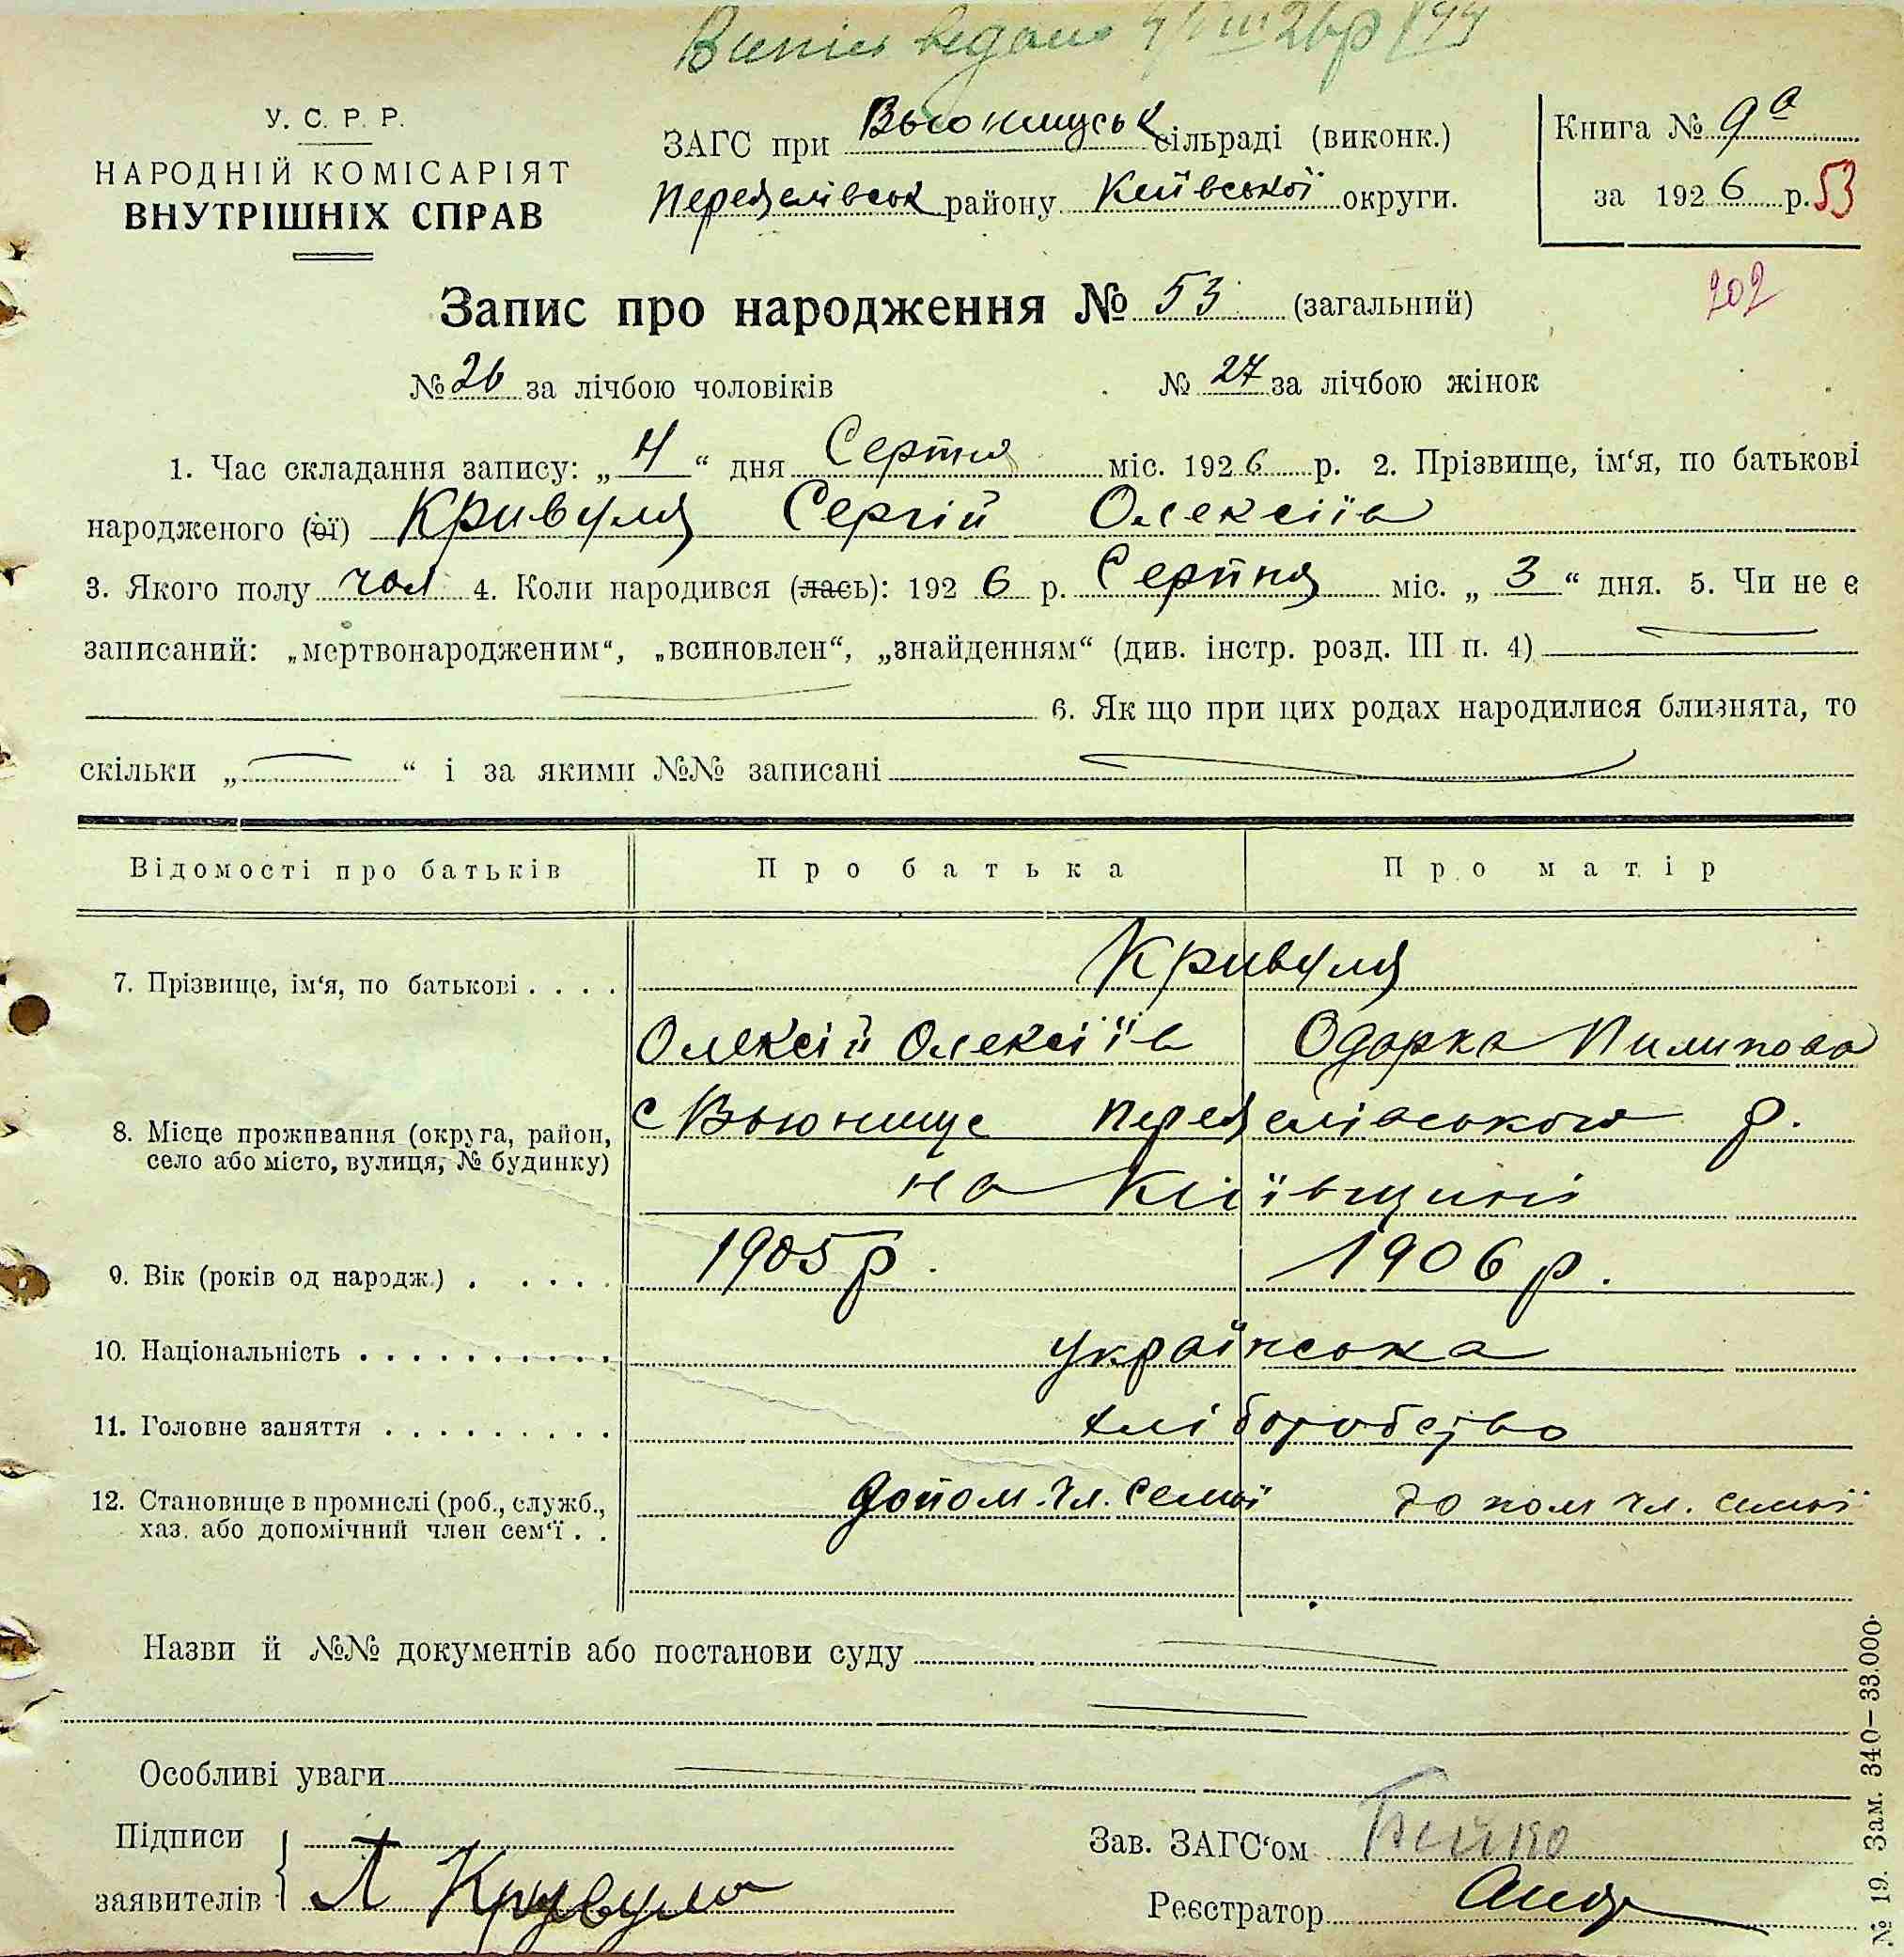 У. С. Р. Р.
НАРОДНІЙ КОМІСАРІЯТ
ВНУТРІШНІХ СПРАВ
ЗАГС при Вьюнищськ сільраді (виконк.)
району Київської округи.
Книга № 9а
за 1926 р. 53
202
Запис про народження № 53 (загальний)
№ 26 за лічбою чоловіків № 27 за лічбою жінок
1. Час складання запису: „4“ дня Серпня міс. 1926 р. 2. Прізвище, ім‘я, по батькові
народженого (ої) Кривуля Сергій Олексіїв
3. Якого полу чол 4. Коли народився (лась): 1926 р. Серпня міс. „3“ дня. 5. Чи не є
записаний: „мертвонародженим“, „всиновлен“, „знайденням“ (див. інстр. розд. III п. 4)
6. Як що при цих родах народилися близнята, то
скільки „ “ і за якими №№ записані
Відомості про батьків Про батька Про матір
7. Прізвище, ім‘я, по батькові . . . . Кривуля
Олексій Олексіїв Одарка Пилипова
8. Місце проживання (округа, район,
село або місто, вулиця, № будинку)
с Вьюнище р.
на Київщині
9. Вік (років од народж.) . . . . . 1905 р. 1906 р.
10. Національність . . . . . . . . . . українська
11. Головне заняття . . . . . . . . . хліборобство
12. Становище в промислі (роб., служб.,
хаз. або допомічний член сем‘ї . .
допом. чл. семьї допом чл. семьї
Назви й №№ документів або постанови суду
Особливі уваги
Підписи
заявителів
Кривуля
Зав. ЗАГС‘ом
Реєстратор
№ 19. Зам. 340–33.000.